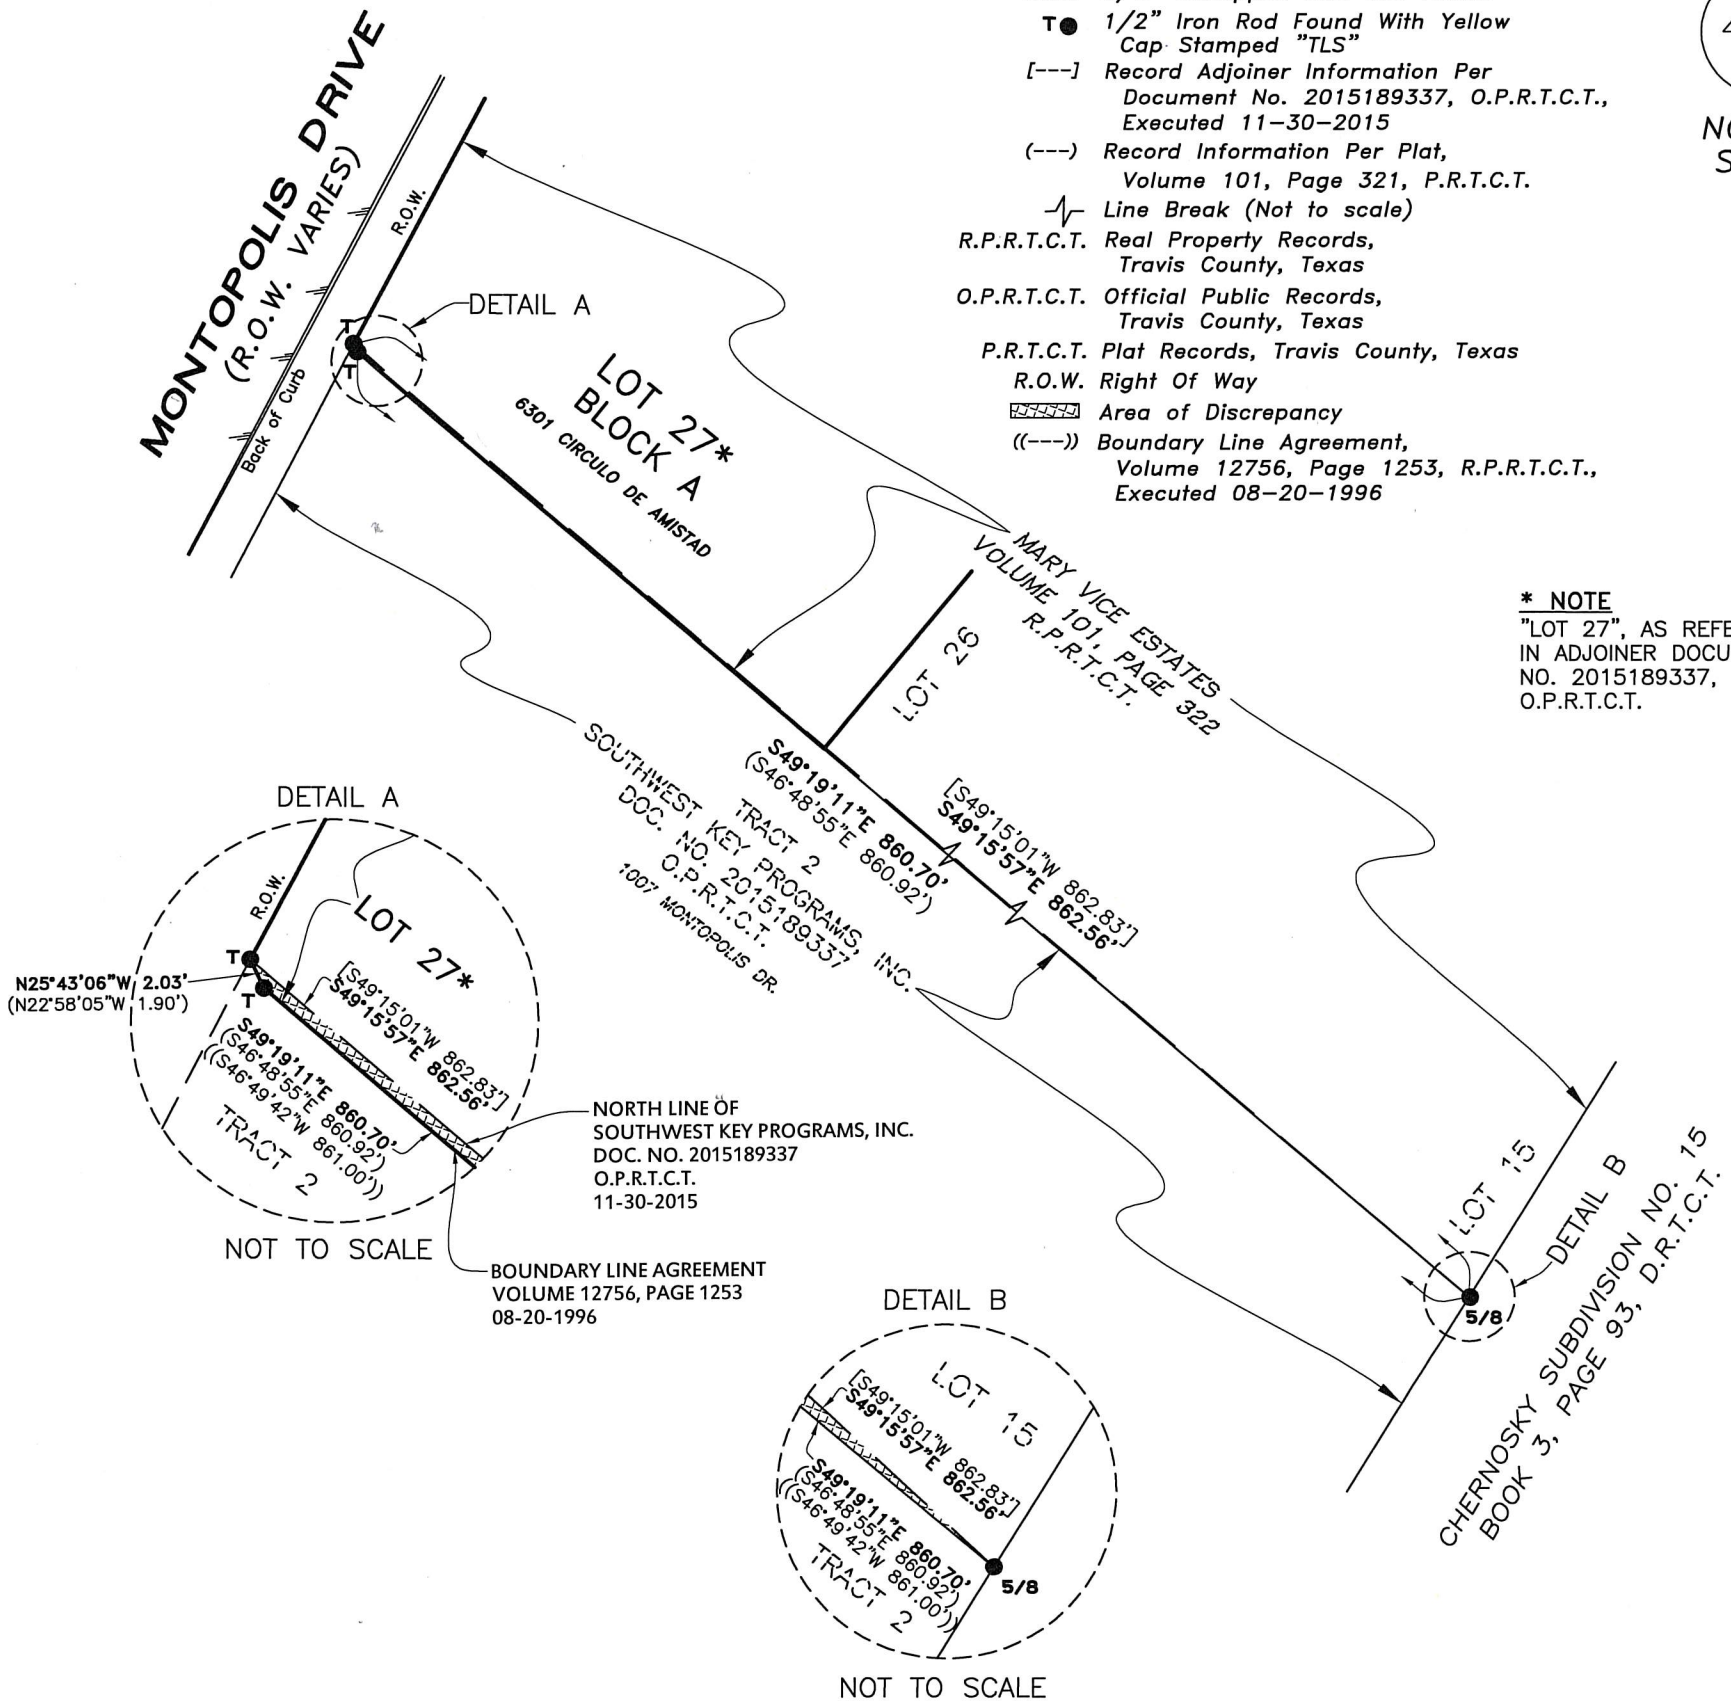 T 1/2" Iron Rod Found With Yellow
Cap Stamped "TLS"
[---] Record Adjoiner Information Per
Document No. 2015189337, O.P.R.T.C.T.,
Executed 11-30-2015
(---) Record Information Per Plat,
Volume 101, Page 321, P.R.T.C.T.
Line Break (Not to scale)
R.P.R.T.C.T. Real Property Records,
Travis County, Texas
O.P.R.T.C.T. Official Public Records,
Travis County, Texas
P.R.T.C.T. Plat Records, Travis County, Texas
R.O.W. Right Of Way
Area of Discrepancy
((---)) Boundary Line Agreement,
Volume 12756, Page 1253, R.P.R.T.C.T.,
Executed 08-20-1996
* NOTE
"LOT 27", AS
IN ADJOINER
NO. 2015189337,
O.P.R.T.C.T.
MONTOPOLIS DRIVE
(R.O.W. VARIES)
Back of Curb
R.O.W.
T
T
DETAIL A
LOT 27*
BLOCK A
6301 CIRCULO DE AMISTAD
MARY VICE ESTATES
VOLUME 101, PAGE 322
R.P.R.T.C.T.
LOT 26
[S49°15'01"W 862.83']
S49°15'57"E 862.56'
S49°19'11"E 860.70'
(S46°48'55"E 860.92')
TRACT 2
SOUTHWEST KEY PROGRAMS, INC.
DOC. NO. 2015189337
O.P.R.T.C.T.
1007 MONTOPOLIS DR.
LOT 15
DETAIL B
5/8
CHERNOSKY SUBDIVISION NO. 15
BOOK 3, PAGE 93, D.R.T.C.T.
DETAIL A
R.O.W.
LOT 27*
T
T
N25°43'06"W 2.03'
(N22°58'05"W 1.90')
[S49°15'01"W 862.83']
S49°15'57"E 862.56'
S49°19'11"E 860.70'
(S46°48'55"E 860.92')
((S46°49'42"W 861.00'))
TRACT 2
NOT TO SCALE
NORTH LINE OF
SOUTHWEST KEY PROGRAMS, INC.
DOC. NO. 2015189337
O.P.R.T.C.T.
11-30-2015
BOUNDARY LINE AGREEMENT
VOLUME 12756, PAGE 1253
08-20-1996
DETAIL B
LOT 15
[S49°15'01"W 862.83']
S49°15'57"E 862.56'
S49°19'11"E 860.70'
(S46°48'55"E 860.92')
((S46°49'42"W 861.00'))
TRACT 2
5/8
NOT TO SCALE